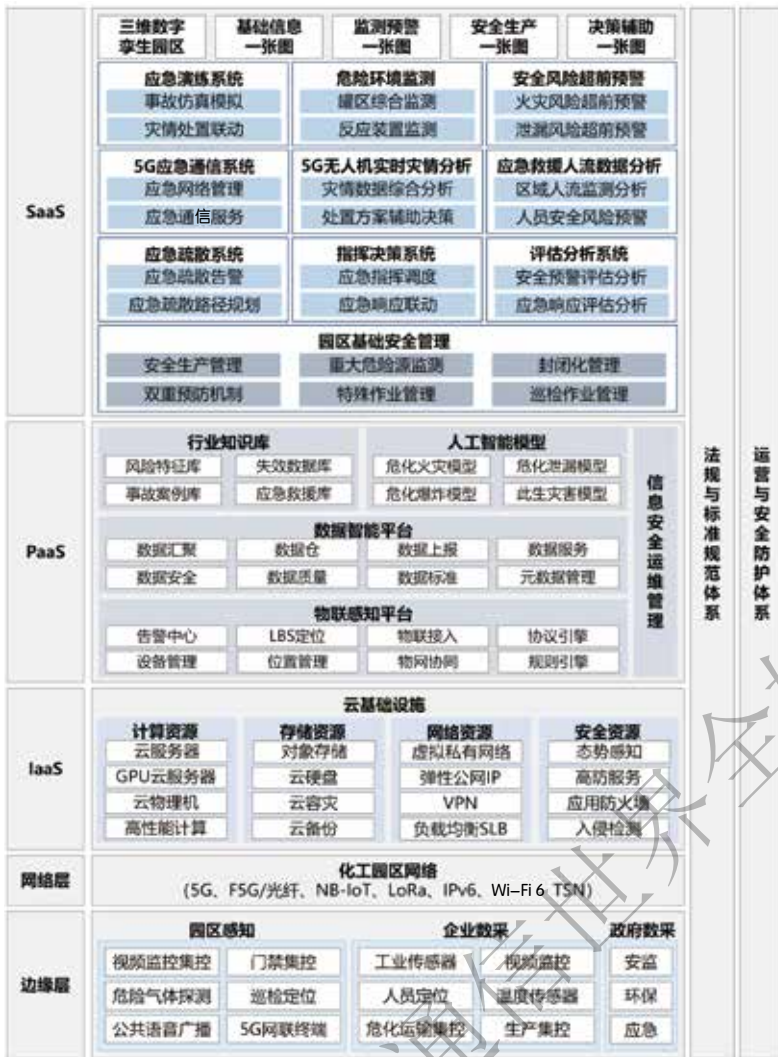 SaaS
三维数字 基础信息 监测预警 安全生产 决策辅助
孪生园区 一张图 一张图 一张图 一张图
应急演练系统 危险环境监测 安全风险超前预警
事故仿真模拟 罐区综合监测 火灾风险超前预警
灾情处置联动 反应装置监测 泄漏风险超前预警
5G应急通信系统 5G无人机实时灾情分析 应急救援人流数据分析
应急网络管理 灾情数据综合分析 区域人流监测分析
应急通信服务 处置方案辅助决策 人员安全风险预警
应急疏散系统 指挥决策系统 评估分析系统
应急疏散告警 应急指挥调度 安全预警评估分析
应急疏散路径规划 应急响应联动 应急响应评估分析
园区基础安全管理
安全生产管理 重大危险源监测 封闭化管理
双重预防机制 特殊作业管理 巡检作业管理
PaaS
行业知识库 人工智能模型
风险特征库 失效数据库 危化火灾模型 危化泄漏模型
事故案例库 应急救援库 危化爆炸模型 此生灾害模型
数据智能平台
数据汇聚 数据仓 数据上报 数据服务
数据安全 数据质量 数据标准 元数据管理
物联感知平台
告警中心 LBS定位 物联接入 协议引擎
设备管理 位置管理 物网协同 规则引擎
信息安全运维管理
IaaS
云基础设施
计算资源 存储资源 网络资源 安全资源
云服务器 对象存储 虚拟私有网络 态势感知
GPU云服务器 云硬盘 弹性公网IP 高防服务
云物理机 云容灾 VPN 应用防火墙
高性能计算 云备份 负载均衡SLB 入侵检测
网络层
化工园区网络
(5G、F5G/光纤、NB-IoT、LoRa、IPv6、Wi–Fi 6 TSN)
边缘层
园区感知 企业数采 政府数采
视频监控集控 门禁集控 工业传感器 视频监控 安监
危险气体探测 巡检定位 人员定位 温度传感器 环保
公共语音广播 5G网联终端 危化运输集控 生产集控 应急
法规与标准规范体系
运营与安全防护体系
通信世界全